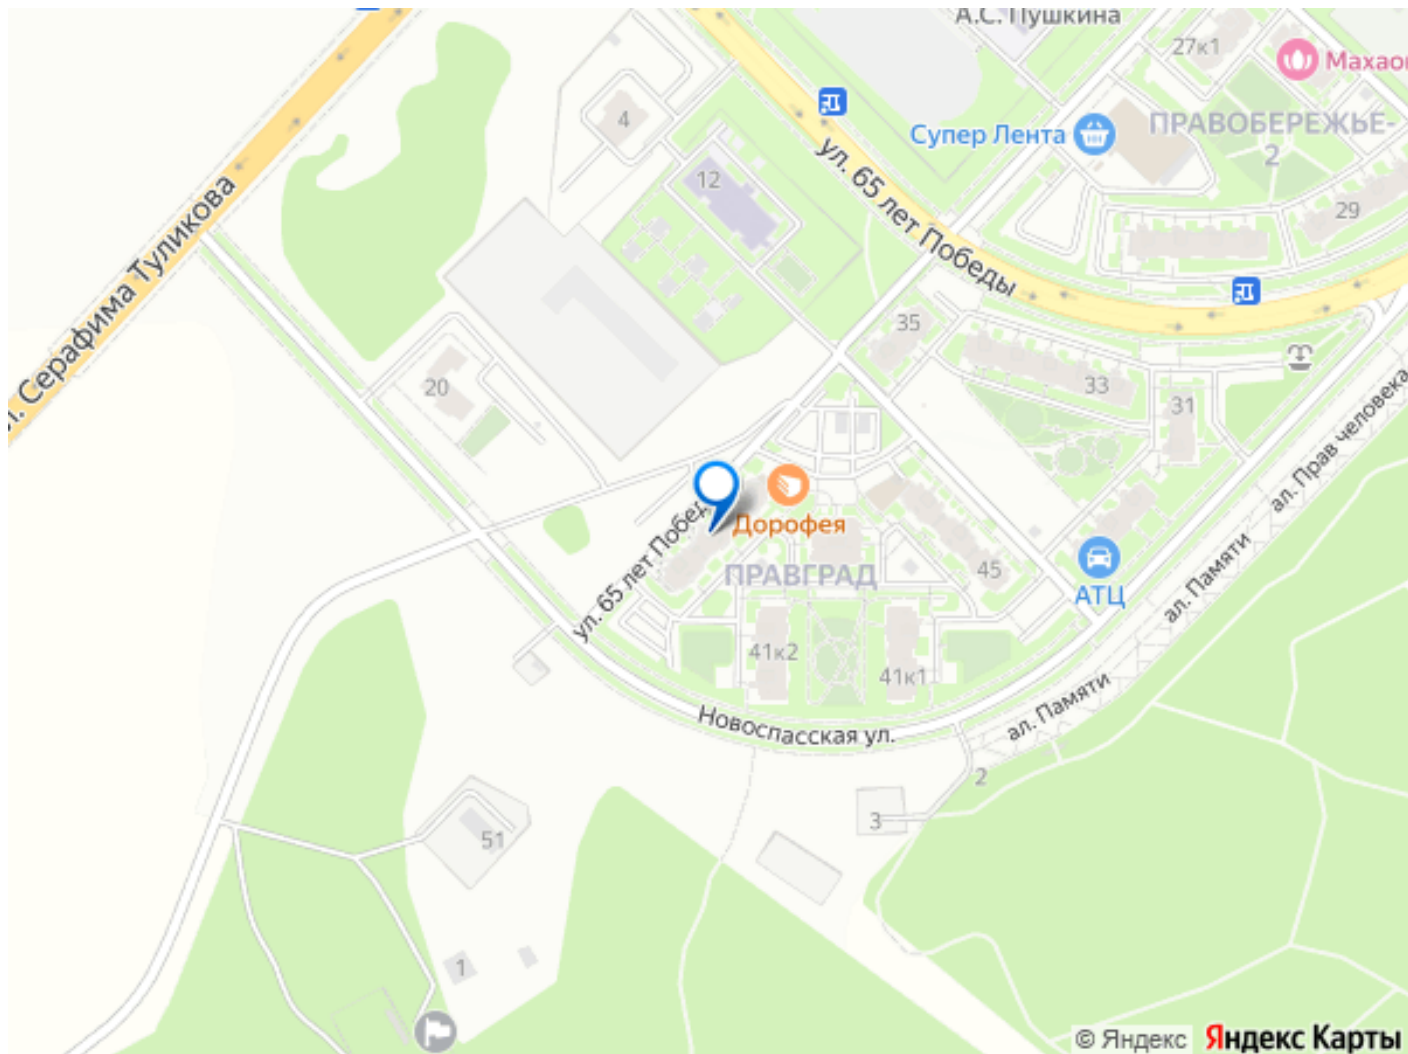 А.С. Пушкина
27к1
Махаон
4
Супер Лента
ПРАВОБЕРЕЖЬЕ-
2
12
ул. 65 лет Победы
29
ул. Серафима Туликова
35
20
33
31
ал. Прав человека
Дорофея
ул. 65 лет Побед
ПРАВГРАД
45
АТЦ
ал. Памяти
41к2
41к1
ал. Памяти
Новоспасская ул.
2
3
51
1
© Яндекс
Яндекс Карты